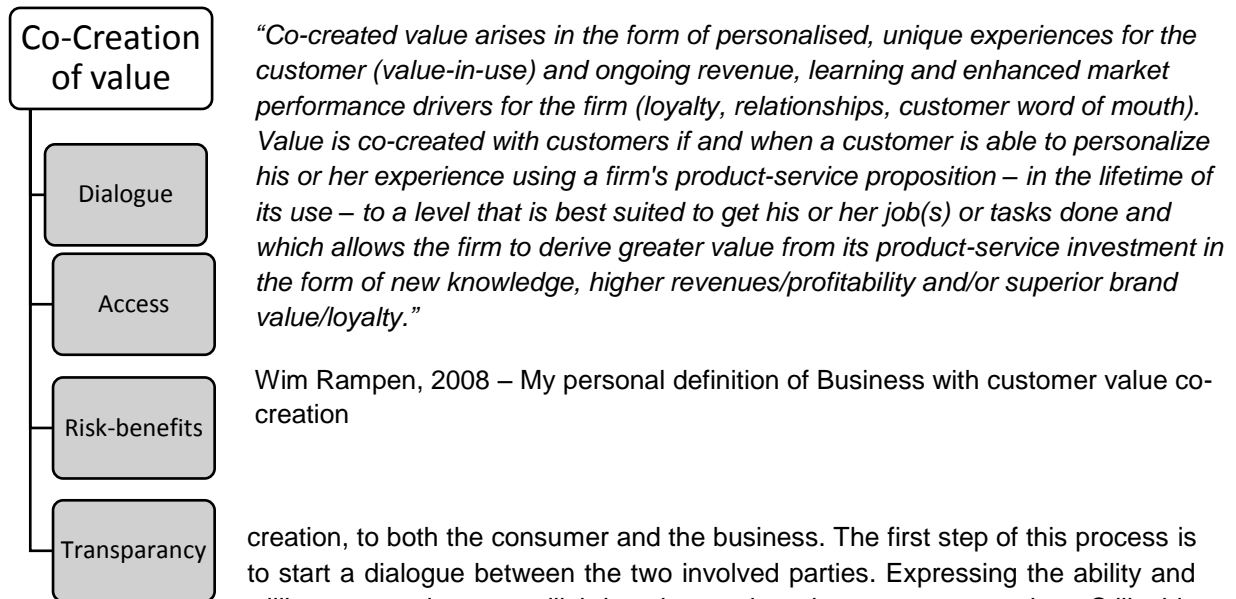 Co-Creation
of value
Dialogue
Access
Risk-benefits
Transparancy
“Co-created value arises in the form of personalised, unique experiences for the
customer (value-in-use) and ongoing revenue, learning and enhanced market
performance drivers for the firm (loyalty, relationships, customer word of mouth).
Value is co-created with customers if and when a customer is able to personalize
his or her experience using a firm's product-service proposition – in the lifetime of
its use – to a level that is best suited to get his or her job(s) or tasks done and
which allows the firm to derive greater value from its product-service investment in
the form of new knowledge, higher revenues/profitability and/or superior brand
value/loyalty.”
Wim Rampen, 2008 – My personal definition of Business with customer value co-
creation
creation, to both the consumer and the business. The first step of this process is
to start a dialogue between the two involved parties. Expressing the ability and